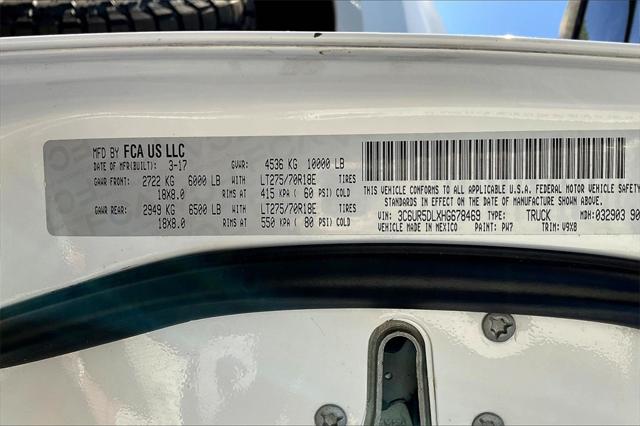 MFD BY FCA US LLC
DATE OF MFR(BUILT): 3-17 GVWR: 4536 KG 10000 LB
GAWR FRONT: 2722 KG 6000 LB WITH LT275/70R18E TIRES
18X8.0 RIMS AT 415 KPA ( 60 PSI) COLD
GAWR REAR: 2949 KG 6500 LB WITH LT275/70R18E TIRES
18X8.0 RIMS AT 550 KPA ( 80 PSI) COLD
THIS VEHICLE CONFORMS TO ALL APPLICABLE U.S.A. FEDERAL MOTOR VEHICLE SAFETY
STANDARDS IN EFFECT ON THE DATE OF MANUFACTURE SHOWN ABOVE.
VIN: 3C6UR5DLXHG678469 TYPE: TRUCK MDH: 032903 90
VEHICLE MADE IN MEXICO PAINT: PW7 TRIM: V9X8